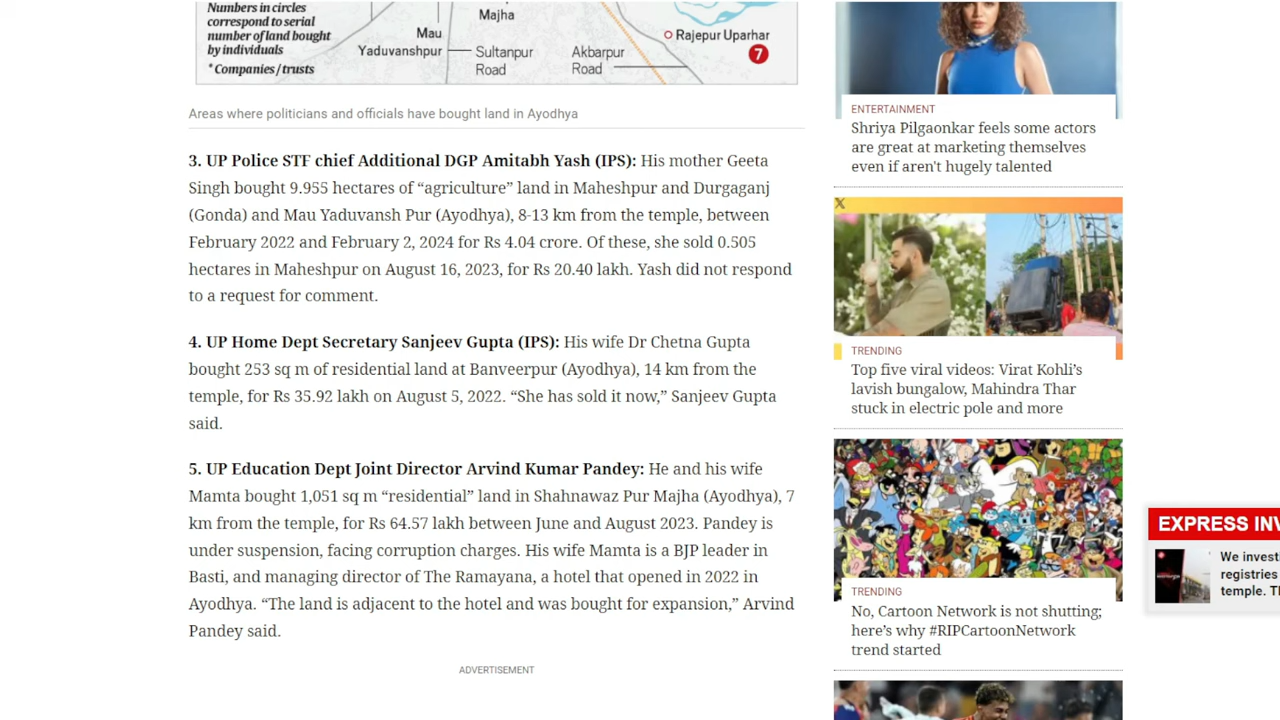 Numbers in circles
correspond to serial
number of land bought
by individuals
* Companies / trusts
Majha
Mau
Yaduvanshpur
Sultanpur
Road
Akbarpur
Road
Rajepur Uparhar
7
Areas where politicians and officials have bought land in Ayodhya
3. UP Police STF chief Additional DGP Amitabh Yash (IPS): His mother Geeta
Singh bought 9.955 hectares of “agriculture” land in Maheshpur and Durgaganj
(Gonda) and Mau Yaduvansh Pur (Ayodhya), 8-13 km from the temple, between
February 2022 and February 2, 2024 for Rs 4.04 crore. Of these, she sold 0.505
hectares in Maheshpur on August 16, 2023, for Rs 20.40 lakh. Yash did not respond
to a request for comment.
4. UP Home Dept Secretary Sanjeev Gupta (IPS): His wife Dr Chetna Gupta
bought 253 sq m of residential land at Banveerpur (Ayodhya), 14 km from the
temple, for Rs 35.92 lakh on August 5, 2022. “She has sold it now,” Sanjeev Gupta
said.
5. UP Education Dept Joint Director Arvind Kumar Pandey: He and his wife
Mamta bought 1,051 sq m “residential” land in Shahnawaz Pur Majha (Ayodhya), 7
km from the temple, for Rs 64.57 lakh between June and August 2023. Pandey is
under suspension, facing corruption charges. His wife Mamta is a BJP leader in
Basti, and managing director of The Ramayana, a hotel that opened in 2022 in
Ayodhya. “The land is adjacent to the hotel and was bought for expansion,” Arvind
Pandey said.
ADVERTISEMENT
ENTERTAINMENT
Shriya Pilgaonkar feels some actors
are great at marketing themselves
even if aren't hugely talented
TRENDING
Top five viral videos: Virat Kohli’s
lavish bungalow, Mahindra Thar
stuck in electric pole and more
TRENDING
No, Cartoon Network is not shutting;
here’s why #RIPCartoonNetwork
trend started
EXPRESS INV
We invest
registries
temple. Th